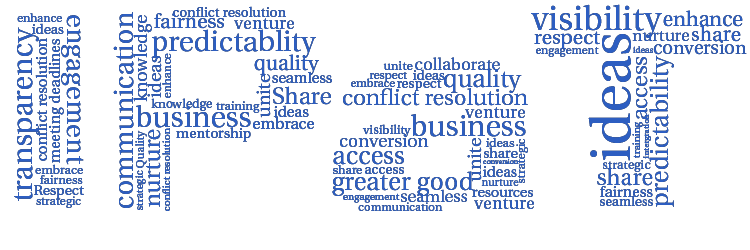 enhance
ideas
transparency
conflict resolution
meeting deadlines
engagement
embrace
fairness
Respect
strategic
communication
knowledge
conflict resolution
fairness
venture
predictablity
ideas
enhance
quality
seamless
knowledge
training
unite
Share
business
ideas
mentorship
embrace
strategic Quality
nurture
conflict resolution
unite
collaborate
respect
ideas
embrace
respect
quality
conflict resolution
venture
visibility
business
conversion
access
share
access
greater good
unite
ideas
share
conversion
ideas
nurture
strategic
resources
engagement
seamless
venture
communication
visibility
enhance
respect
nurture
share
engagement
ideas
conversion
ideas
access
training
Integration
predictability
strategic
share
fairness
seamless